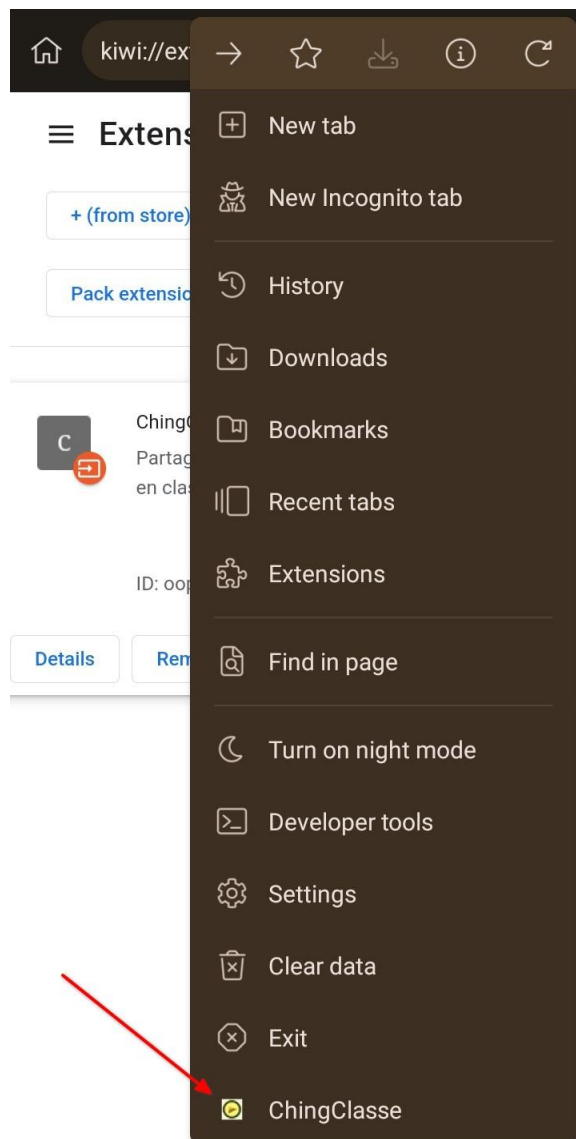 kiwi://ex
Extens
+ (from store)
Pack extensio
Ching
Partag
en clas
ID: oop
Details
Rem
C
New tab
New Incognito tab
History
Downloads
Bookmarks
Recent tabs
Extensions
Find in page
Turn on night mode
Developer tools
Settings
Clear data
Exit
ChingClasse